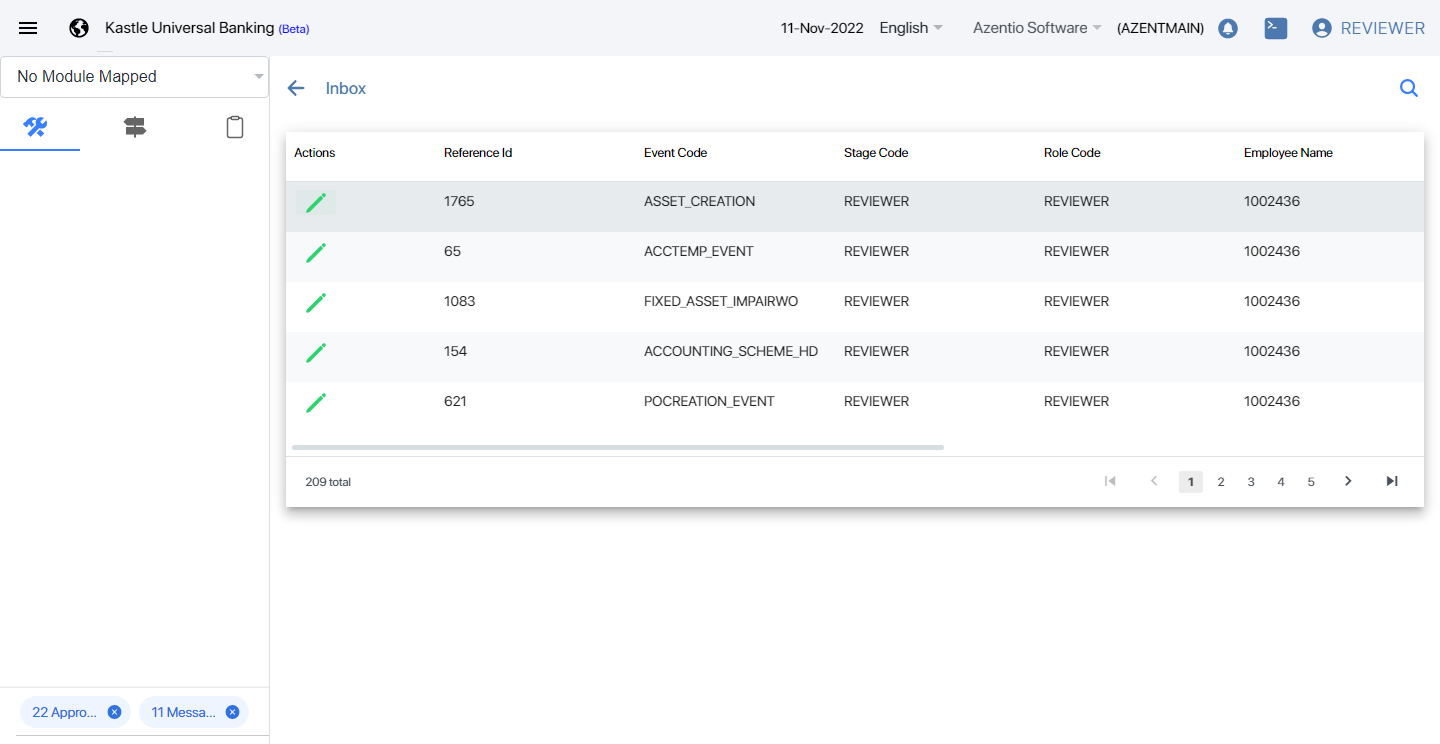 Kastle Universal Banking (Beta) 11-Nov-2022 English Azentio Software (AZENTMAIN) REVIEWER
No Module Mapped
Inbox
Actions Reference Id Event Code Stage Code Role Code Employee Name
1765 ASSET_CREATION REVIEWER REVIEWER 1002436
65 ACCTEMP_EVENT REVIEWER REVIEWER 1002436
1083 FIXED_ASSET_IMPAIRWO REVIEWER REVIEWER 1002436
154 ACCOUNTING_SCHEME_HD REVIEWER REVIEWER 1002436
621 POCREATION_EVENT REVIEWER REVIEWER 1002436
209 total 1 2 3 4 5
22 Appro... 11 Messa...